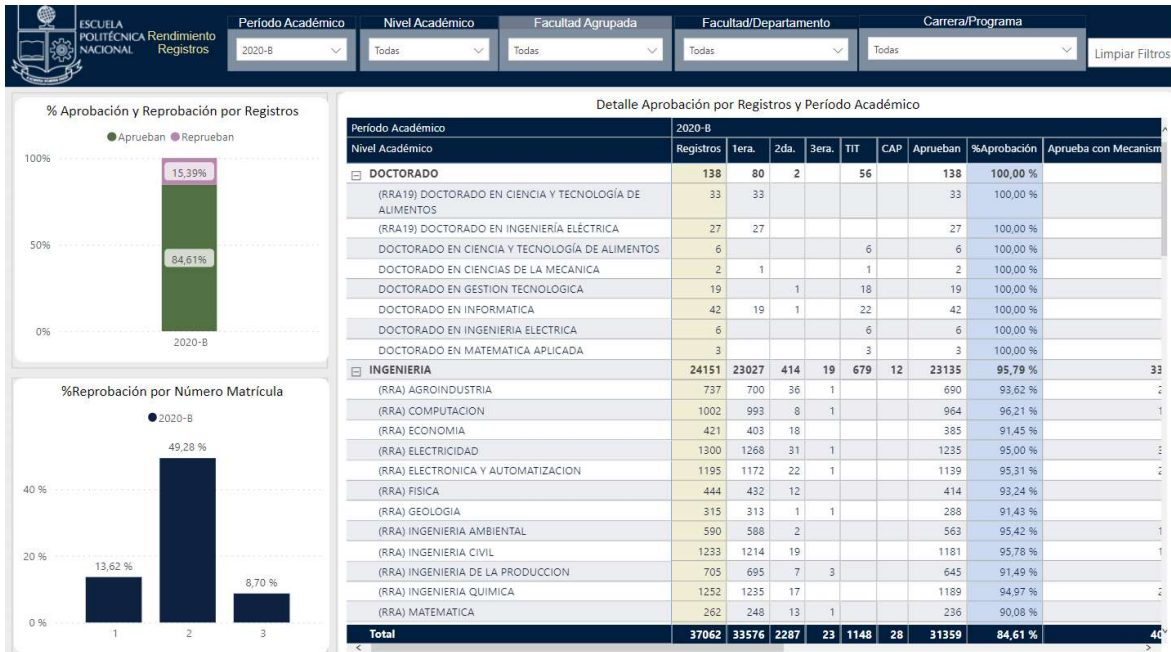 ESCUELA
POLITÉCNICA
NACIONAL
Rendimiento
Registros
Período Académico
2020-B
Nivel Académico
Todas
Facultad Agrupada
Todas
Facultad/Departamento
Todas
Carrera/Programa
Todas
Limpiar Filtros
% Aprobación y Reprobación por Registros
Aprueban Reprueban
100%
15,39%
50%
84,61%
0%
2020-B
%Reprobación por Número Matrícula
2020-B
49,28 %
40 %
20 %
13,62 %
8,70 %
0 %
1 2 3
Detalle Aprobación por Registros y Período Académico
Período Académico 2020-B
Nivel Académico Registros 1era. 2da. 3era. TIT CAP Aprueban %Aprobación Aprueba con Mecanism
DOCTORADO 138 80 2 56 138 100,00 %
(RRA19) DOCTORADO EN CIENCIA Y TECNOLOGÍA DE 33 33 33 100,00 %
ALIMENTOS
(RRA19) DOCTORADO EN INGENIERÍA ELÉCTRICA 27 27 27 100,00 %
DOCTORADO EN CIENCIA Y TECNOLOGÍA DE ALIMENTOS 6 6 6 100,00 %
DOCTORADO EN CIENCIAS DE LA MECANICA 2 1 1 2 100,00 %
DOCTORADO EN GESTION TECNOLOGICA 19 1 18 19 100,00 %
DOCTORADO EN INFORMATICA 42 19 1 22 42 100,00 %
DOCTORADO EN INGENIERIA ELECTRICA 6 6 6 100,00 %
DOCTORADO EN MATEMATICA APLICADA 3 3 3 100,00 %
INGENIERIA 24151 23027 414 19 679 12 23135 95,79 % 33
(RRA) AGROINDUSTRIA 737 700 36 1 690 93,62 %
(RRA) COMPUTACION 1002 993 8 1 964 96,21 %
(RRA) ECONOMIA 421 403 18 385 91,45 %
(RRA) ELECTRICIDAD 1300 1268 31 1 1235 95,00 %
(RRA) ELECTRONICA Y AUTOMATIZACION 1195 1172 22 1 1139 95,31 %
(RRA) FISICA 444 432 12 414 93,24 %
(RRA) GEOLOGIA 315 313 1 1 288 91,43 %
(RRA) INGENIERIA AMBIENTAL 590 588 2 563 95,42 %
(RRA) INGENIERIA CIVIL 1233 1214 19 1181 95,78 %
(RRA) INGENIERIA DE LA PRODUCCION 705 695 7 3 645 91,49 %
(RRA) INGENIERIA QUIMICA 1252 1235 17 1189 94,97 %
(RRA) MATEMATICA 262 248 13 1 236 90,08 %
Total 37062 33576 2287 23 1148 28 31359 84,61 % 40